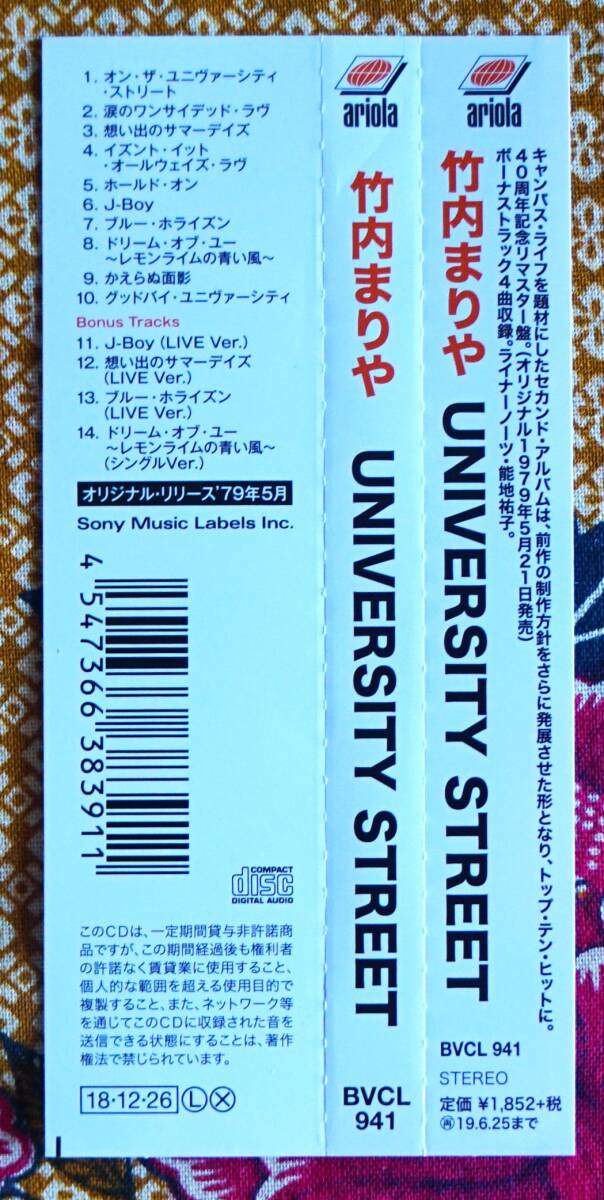 1. オン・ザ・ユニヴァーシティ
・ストリート
2. 涙のワンサイデッド・ラヴ
3. 想い出のサマーデイズ
4. イズント・イット
・オールウェイズ・ラヴ
5. ホールド・オン
6. J-Boy
7. ブルー・ホライズン
8. ドリーム・オブ・ユー
〜レモンライムの青い風〜
9. かえらぬ面影
10. グッドバイ・ユニヴァーシティ
Bonus Tracks
11. J-Boy (LIVE Ver.)
12. 想い出のサマーデイズ
(LIVE Ver.)
13. ブルー・ホライズン
(LIVE Ver.)
14. ドリーム・オブ・ユー
〜レモンライムの青い風〜
(シングルVer.)
オリジナル・リリース'79年5月
Sony Music Labels Inc.
4 547366 383911
COMPACT
disc
DIGITAL AUDIO
このCDは、一定期間貸与非許諾商
品ですが、この期間経過後も権利者
の許諾なく賃貸業に使用すること、
個人的な範囲を超える使用目的で
複製すること、また、ネットワーク等
を通じてこのCDに収録された音を
送信できる状態にすることは、著作
権法で禁じられています。
18・12・26 Ⓛ Ⓧ
ariola
竹内まりや UNIVERSITY STREET
BVCL
941
ariola
竹内まりや UNIVERSITY STREET
キャンパス・ライフを題材にしたセカンド・アルバムは、前作の制作方針をさらに発展させた形となり、トップ・テン・ヒットに。
40周年記念リマスター盤。(オリジナル1979年5月21日発売)
ボーナストラック4曲収録。ライナーノーツ・能地祐子。
BVCL 941
STEREO
定価 ¥1,852+税
㋐19.6.25まで